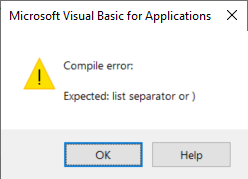 Microsoft Visual Basic for Applications
Compile error:
Expected: list separator or )
OK
Help